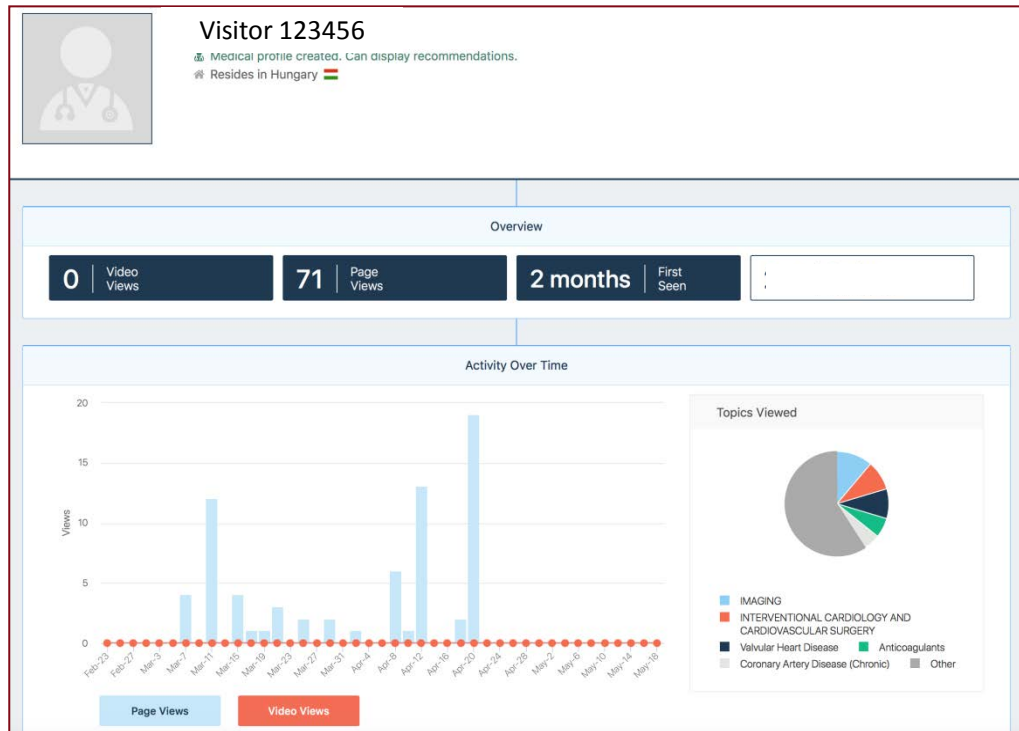 Visitor 123456
Medical profile created. Can display recommendations.
Resides in Hungary
Overview
0 Video Views
71 Page Views
2 months First Seen
Activity Over Time
20
15
10
5
0
Views
Feb-23 Feb-27 Mar-3 Mar-7 Mar-11 Mar-15 Mar-19 Mar-23 Mar-27 Mar-31 Apr-4 Apr-8 Apr-12 Apr-16 Apr-20 Apr-24 Apr-28 May-2 May-6 May-10 May-14 May-18
Page Views Video Views
Topics Viewed
IMAGING
INTERVENTIONAL CARDIOLOGY AND
CARDIOVASCULAR SURGERY
Valvular Heart Disease Anticoagulants
Coronary Artery Disease (Chronic) Other